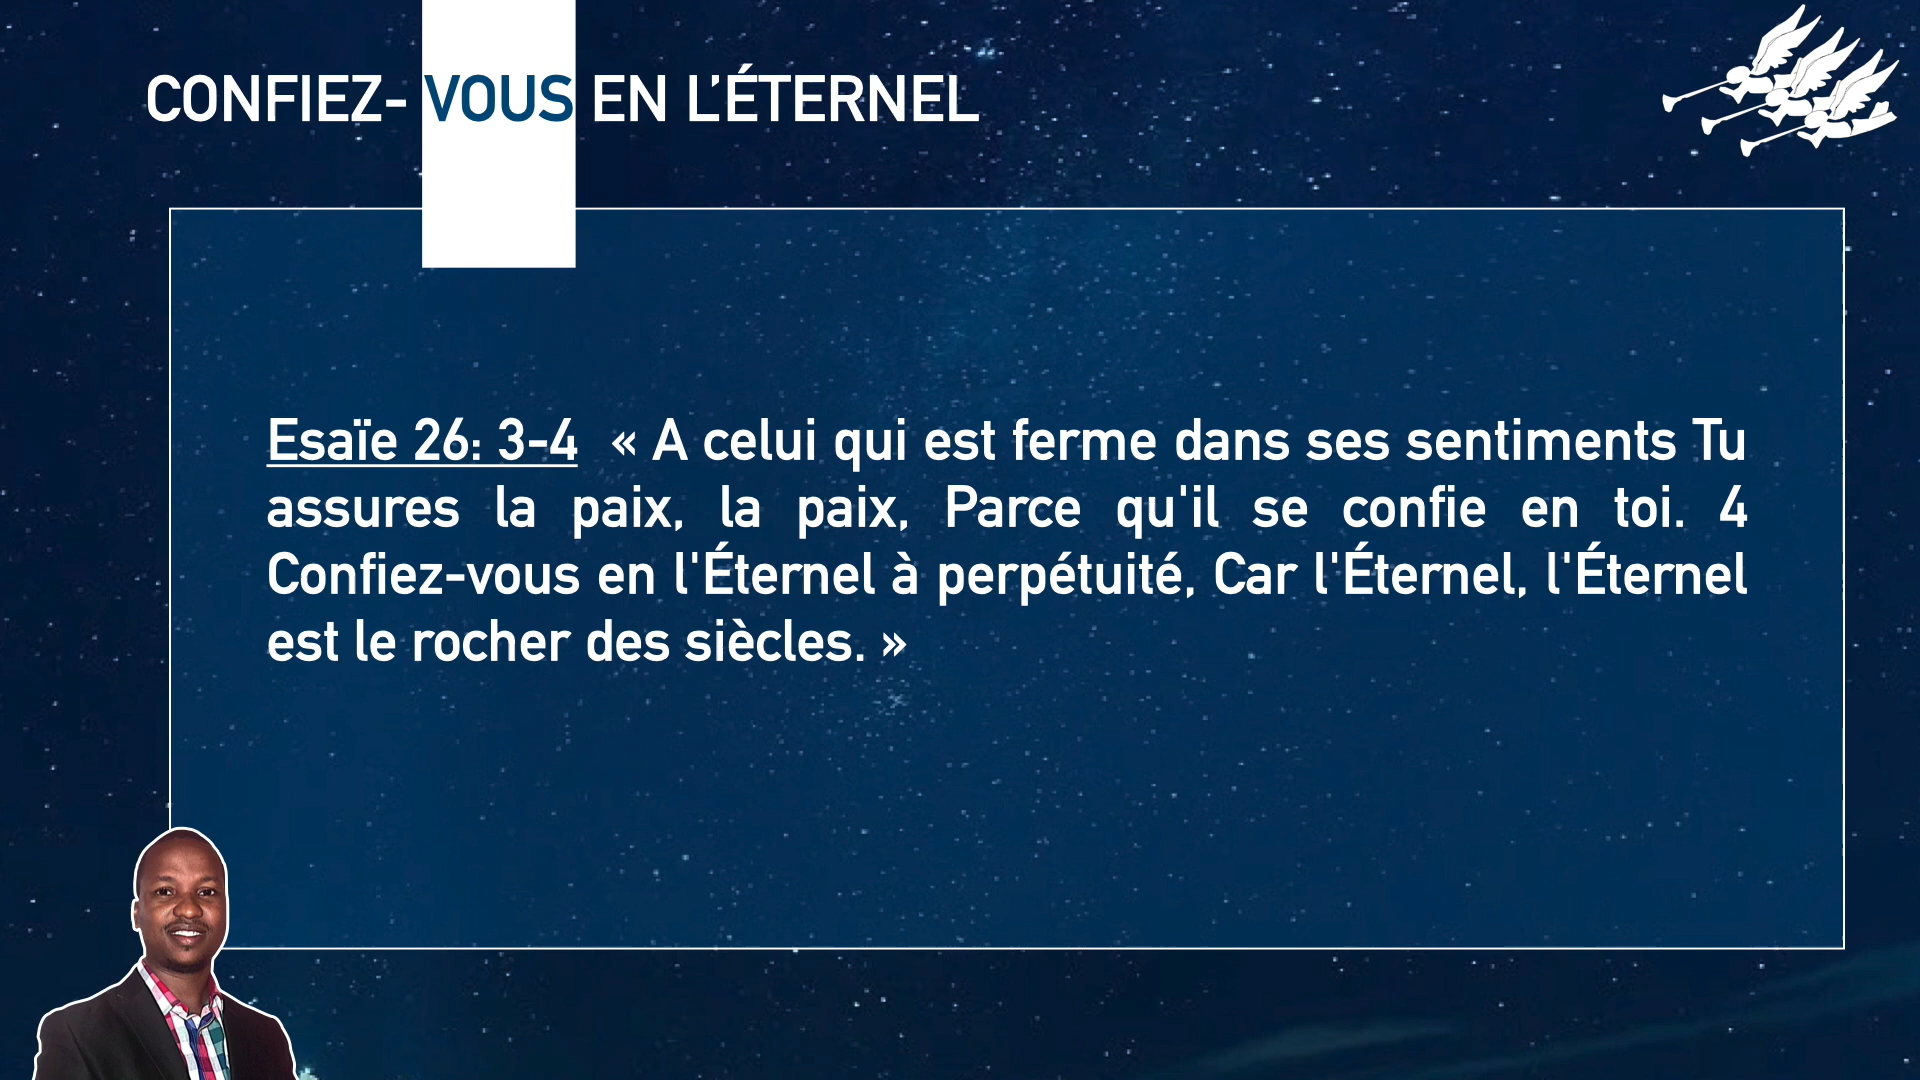 CONFIEZ- VOUS EN L’ÉTERNEL
Esaïe 26: 3-4  « A celui qui est ferme dans ses sentiments Tu
assures la paix, la paix, Parce qu'il se confie en toi. 4
Confiez-vous en l'Éternel à perpétuité, Car l'Éternel, l'Éternel
est le rocher des siècles. »